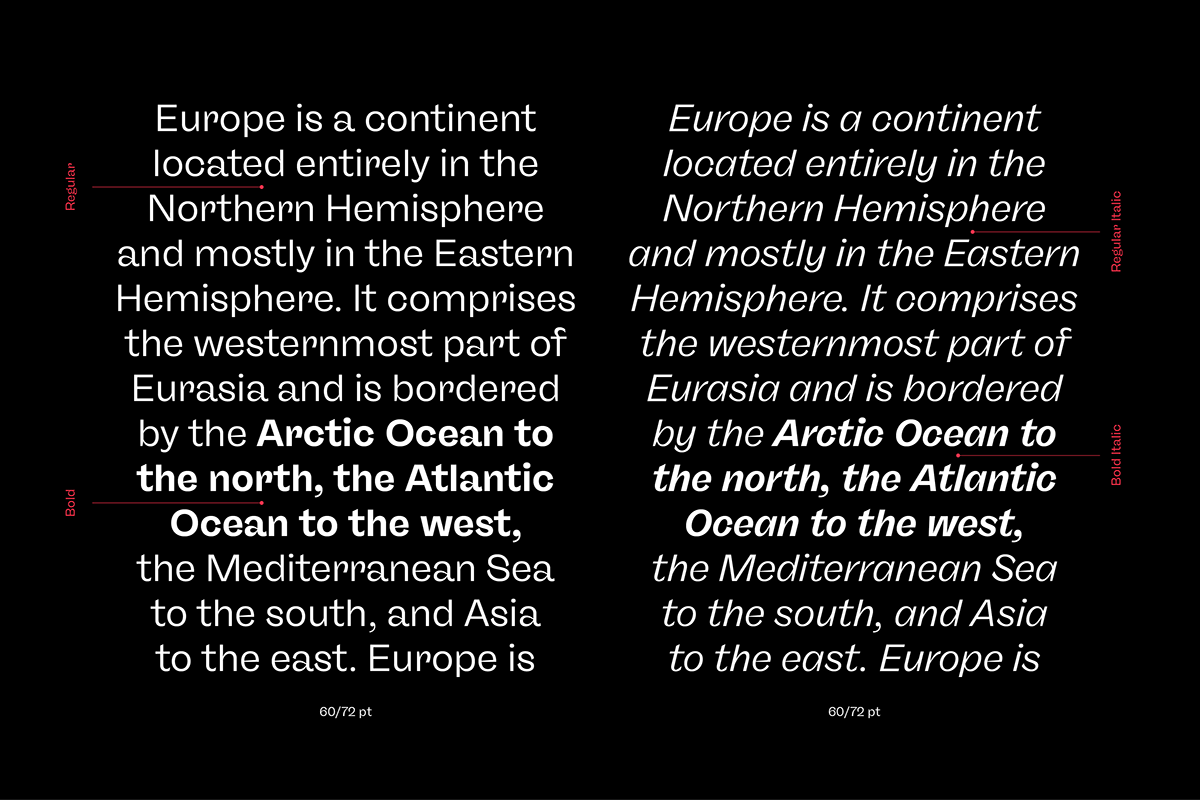 Regular
Europe is a continent
located entirely in the
Northern Hemisphere
and mostly in the Eastern
Hemisphere. It comprises
the westernmost part of
Eurasia and is bordered
by the Arctic Ocean to
the north, the Atlantic
Ocean to the west,
the Mediterranean Sea
to the south, and Asia
to the east. Europe is
Bold
60/72 pt
Europe is a continent
located entirely in the
Northern Hemisphere
and mostly in the Eastern
Hemisphere. It comprises
the westernmost part of
Eurasia and is bordered
by the Arctic Ocean to
the north, the Atlantic
Ocean to the west,
the Mediterranean Sea
to the south, and Asia
to the east. Europe is
Regular Italic
Bold Italic
60/72 pt